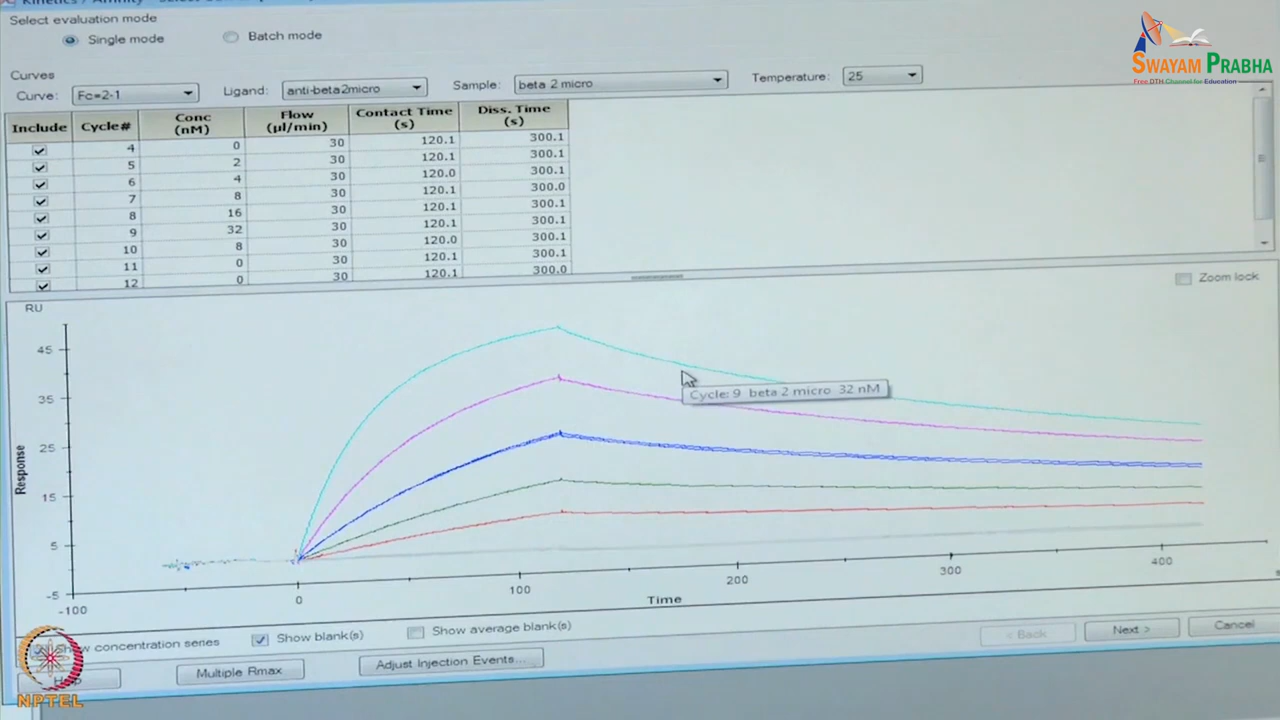 Select evaluation mode
Single mode
Batch mode
SWAYAM PRABHA
Free DTH Channel for Education
Curves
Curve: Fc=2-1 Ligand: anti-beta2micro Sample: beta 2 micro Temperature: 25
Include Cycle# Conc (nM) Flow (µl/min) Contact Time (s) Diss. Time (s)
4 0 30 120.1 300.1
5 2 30 120.1 300.1
6 4 30 120.0 300.1
7 8 30 120.1 300.0
8 16 30 120.1 300.1
9 32 30 120.1 300.1
10 8 30 120.0 300.1
11 0 30 120.1 300.1
12 0 30 120.1 300.0
Zoom lock
RU
45
35
25
15
5
-5
Response
Cycle: 9 beta 2 micro 32 nM
-100 0 100 200 300 400
Time
concentration series
Show blank(s)
Show average blank(s)
< Back
Next >
Cancel
Help
Multiple Rmax
Adjust Injection Events...
NPTEL